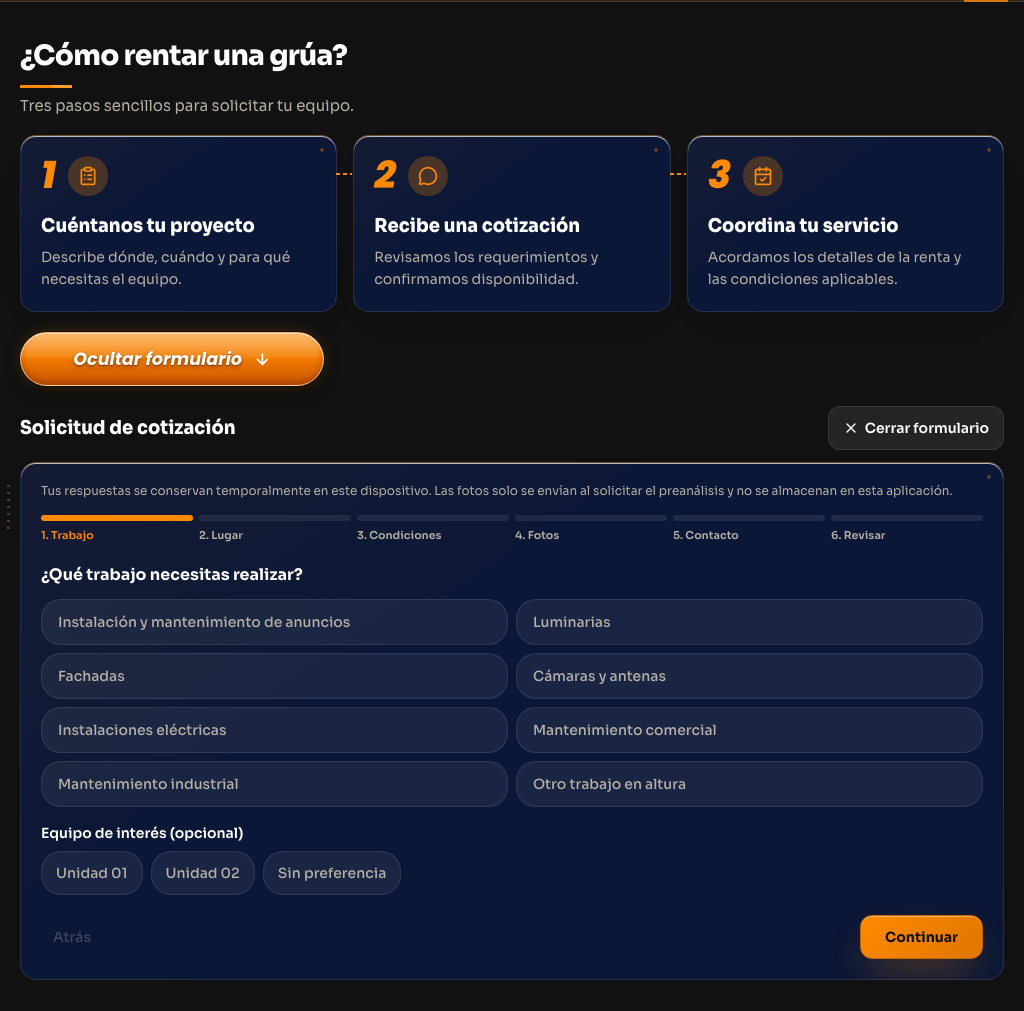 ¿Cómo rentar una grúa?
Tres pasos sencillos para solicitar tu equipo.
1
Cuéntanos tu proyecto
Describe dónde, cuándo y para qué
necesitas el equipo.
2
Recibe una cotización
Revisamos los requerimientos y
confirmamos disponibilidad.
3
Coordina tu servicio
Acordamos los detalles de la renta y
las condiciones aplicables.
Ocultar formulario ↓
Solicitud de cotización
Cerrar formulario
Tus respuestas se conservan temporalmente en este dispositivo. Las fotos solo se envían al solicitar el preanálisis y no se almacenan en esta aplicación.
1. Trabajo
2. Lugar
3. Condiciones
4. Fotos
5. Contacto
6. Revisar
¿Qué trabajo necesitas realizar?
Instalación y mantenimiento de anuncios
Luminarias
Fachadas
Cámaras y antenas
Instalaciones eléctricas
Mantenimiento comercial
Mantenimiento industrial
Otro trabajo en altura
Equipo de interés (opcional)
Unidad 01
Unidad 02
Sin preferencia
Atrás
Continuar